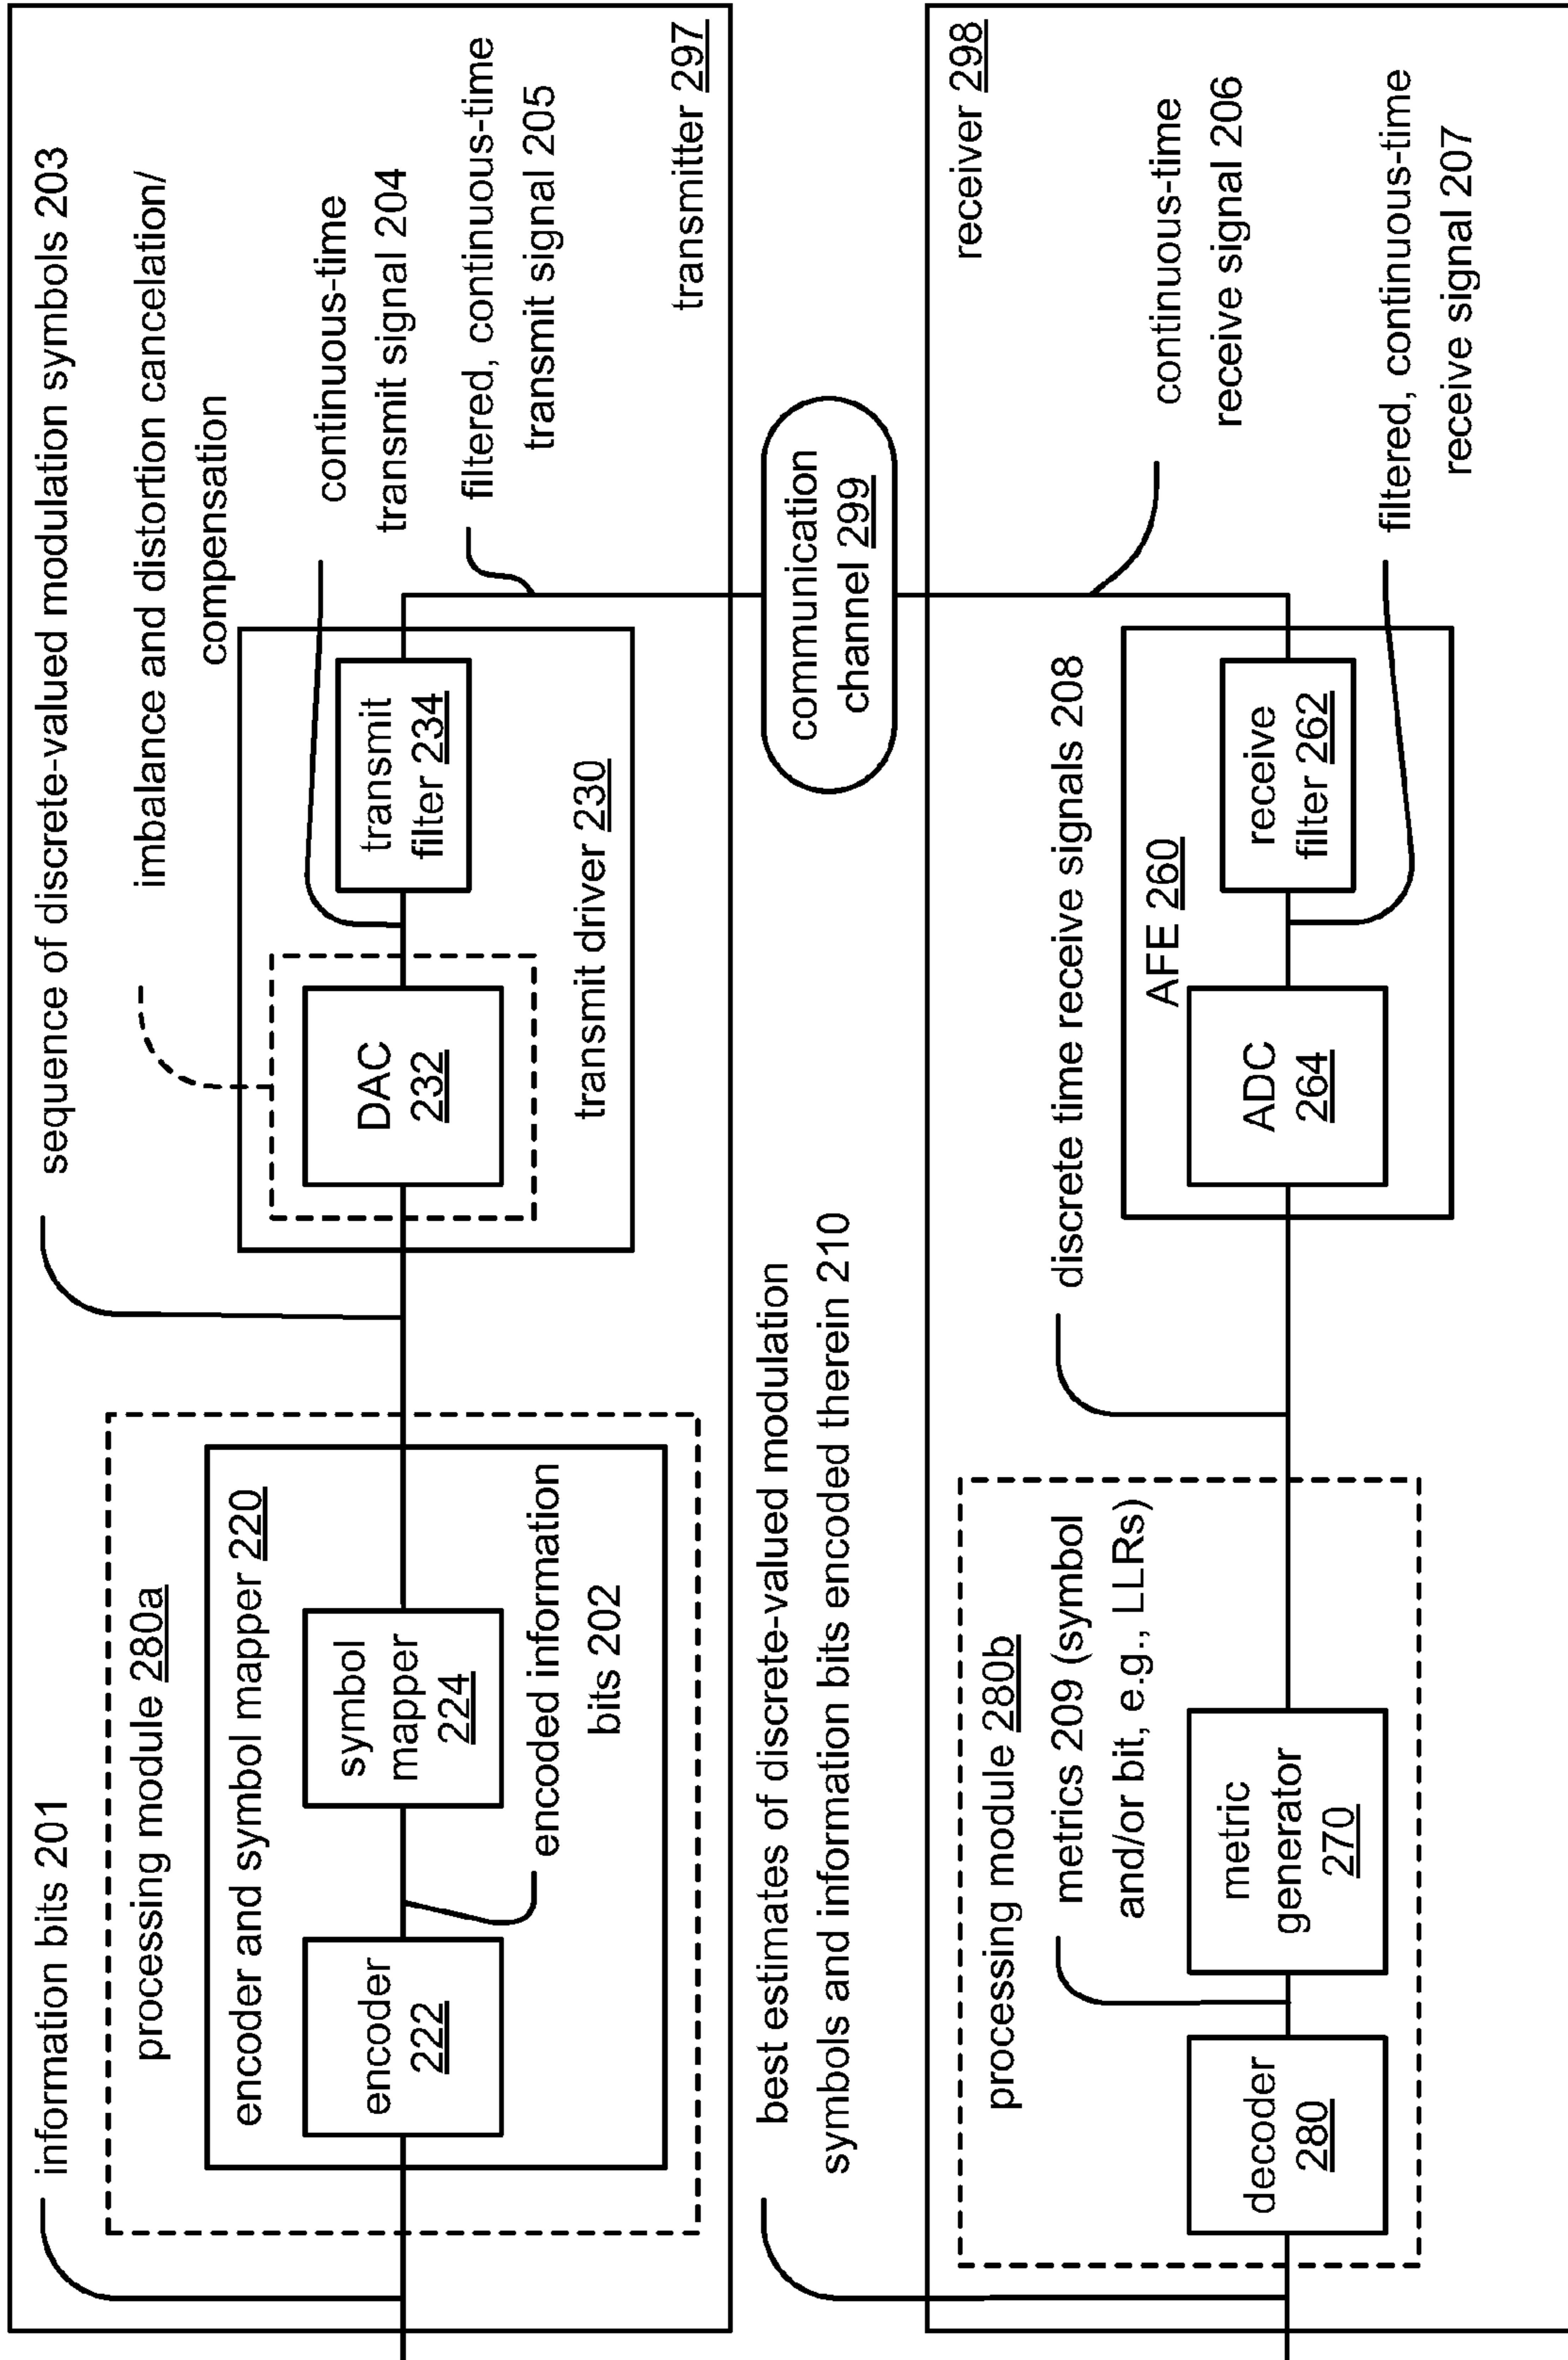 information bits 201
sequence of discrete-valued modulation symbols 203
processing module 280a
imbalance and distortion cancelation/
compensation
encoder and symbol mapper 220
encoder
222
symbol
mapper
224
encoded information
bits 202
DAC
232
continuous-time
transmit signal 204
transmit
filter 234
filtered, continuous-time
transmit signal 205
transmit driver 230
transmitter 297
communication
channel 299
best estimates of discrete-valued modulation
symbols and information bits encoded therein 210
receiver 298
processing module 280b
metrics 209 (symbol
and/or bit, e.g., LLRs)
discrete time receive signals 208
AFE 260
continuous-time
receive signal 206
decoder
280
metric
generator
270
ADC
264
receive
filter 262
filtered, continuous-time
receive signal 207